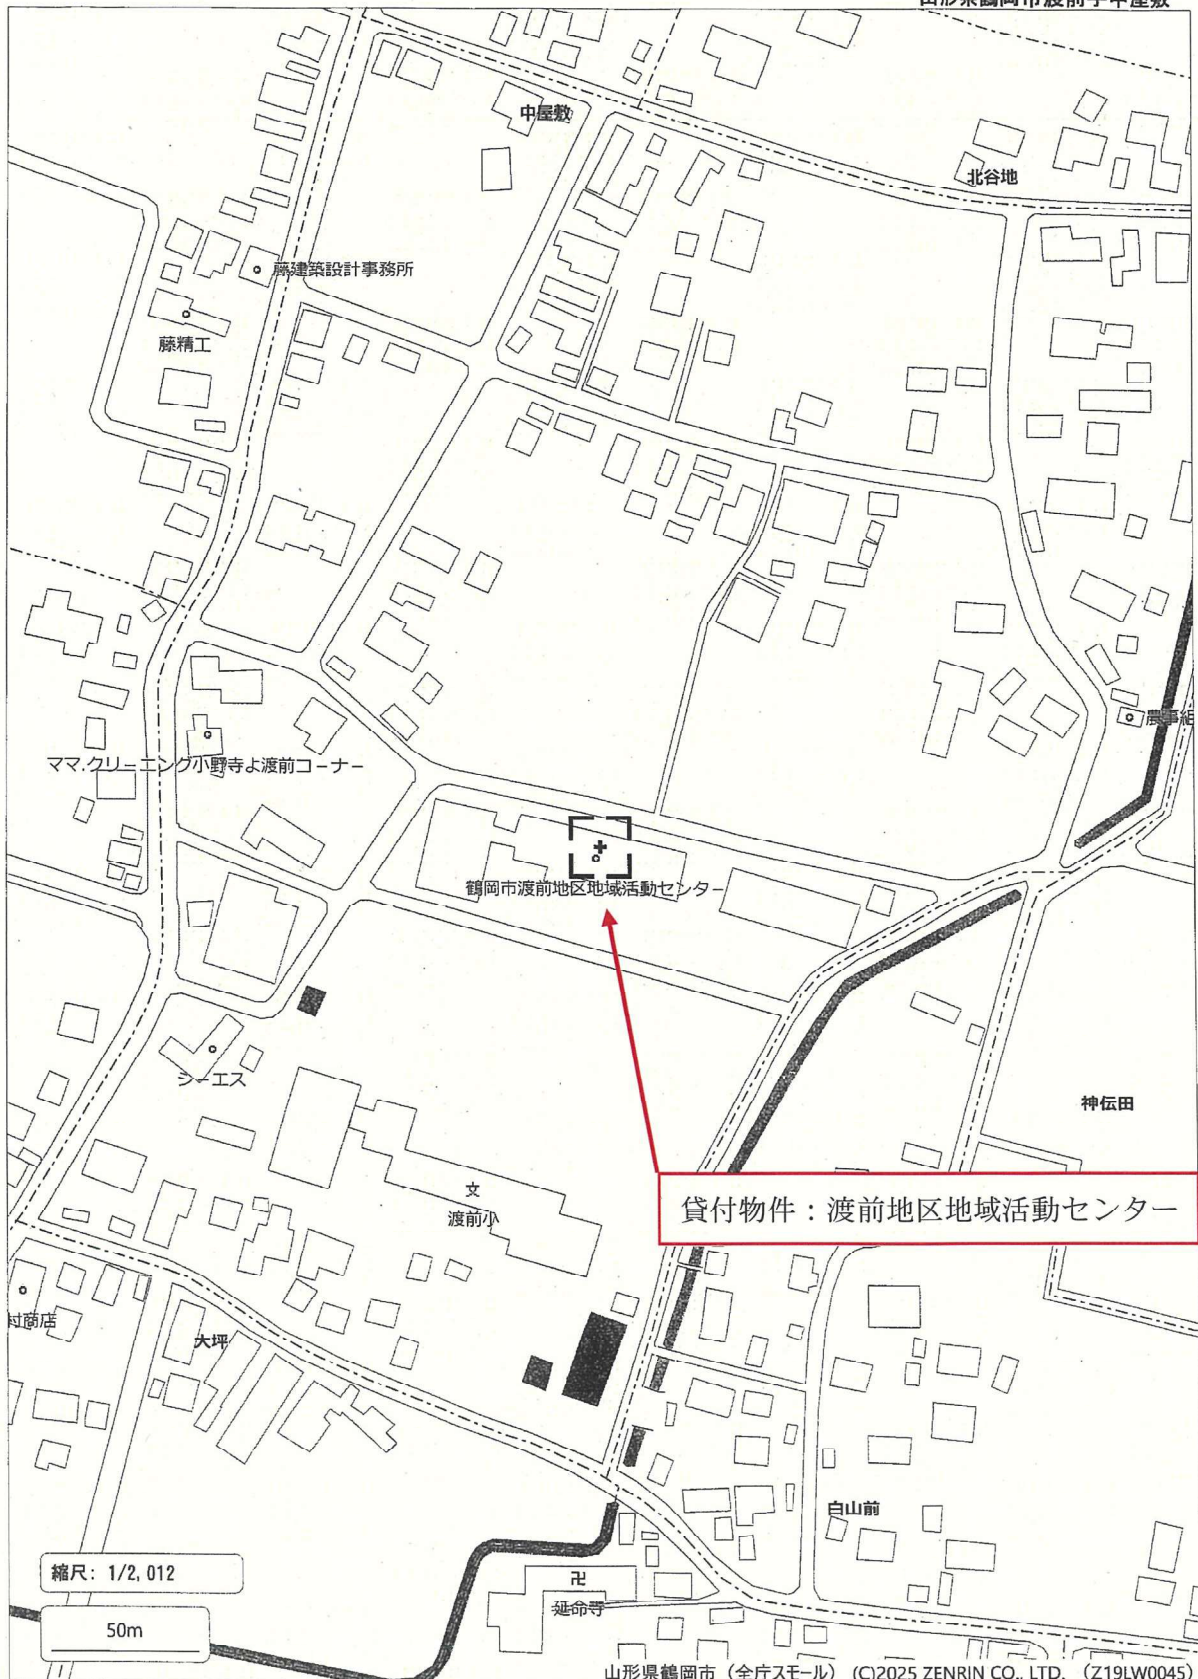 山形県鶴岡市渡前字中屋敷
中屋敷
北谷地
藤建築設計事務所
藤精工
農事組
ママ.クリーニング小野寺よ渡前コーナー
鶴岡市渡前地区地域活動センター
シーエス
神伝田
文
渡前小
貸付物件：渡前地区地域活動センター
村商店
大坪
白山前
縮尺: 1/2,012
卍
延命寺
50m
山形県鶴岡市（全庁スモール） (C)2025 ZENRIN CO., LTD. （Z19LW0045）